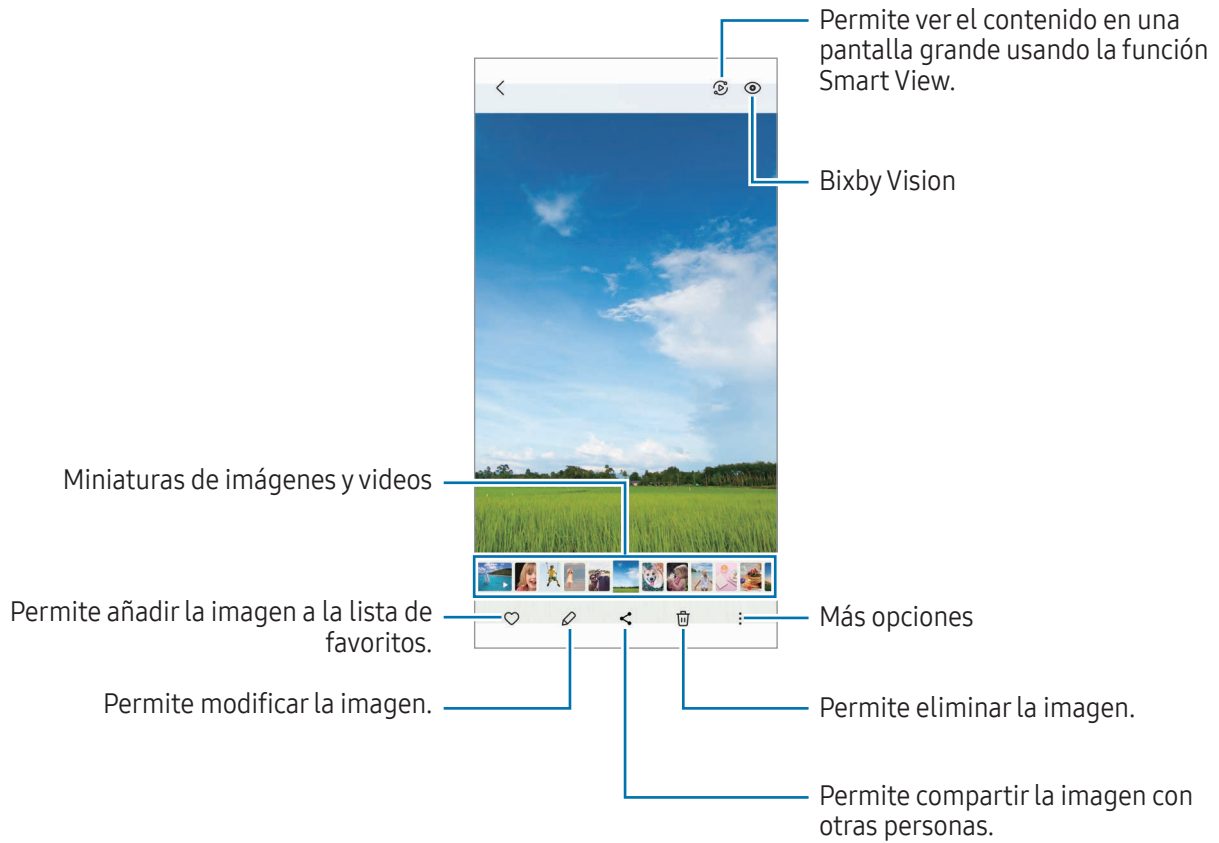 Permite ver el contenido en una
pantalla grande usando la función
Smart View.
Bixby Vision
Miniaturas de imágenes y videos
Permite añadir la imagen a la lista de
favoritos.
Más opciones
Permite modificar la imagen.
Permite eliminar la imagen.
Permite compartir la imagen con
otras personas.